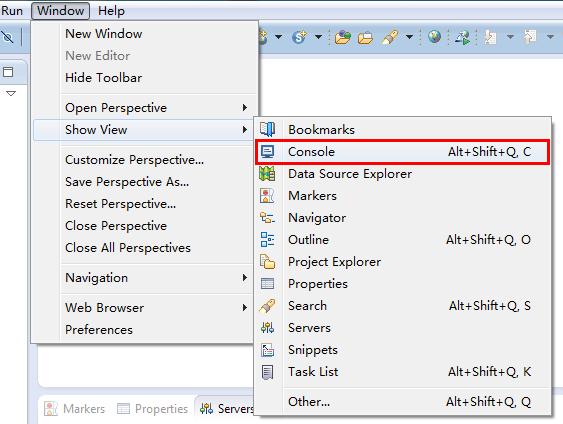 Run Window Help
New Window
New Editor
Hide Toolbar
Open Perspective
Show View
Customize Perspective...
Save Perspective As...
Reset Perspective...
Close Perspective
Close All Perspectives
Navigation
Web Browser
Preferences
Bookmarks
Console Alt+Shift+Q, C
Data Source Explorer
Markers
Navigator
Outline Alt+Shift+Q, O
Project Explorer
Properties
Search Alt+Shift+Q, S
Servers
Snippets
Task List Alt+Shift+Q, K
Other... Alt+Shift+Q, Q
Markers Properties Servers